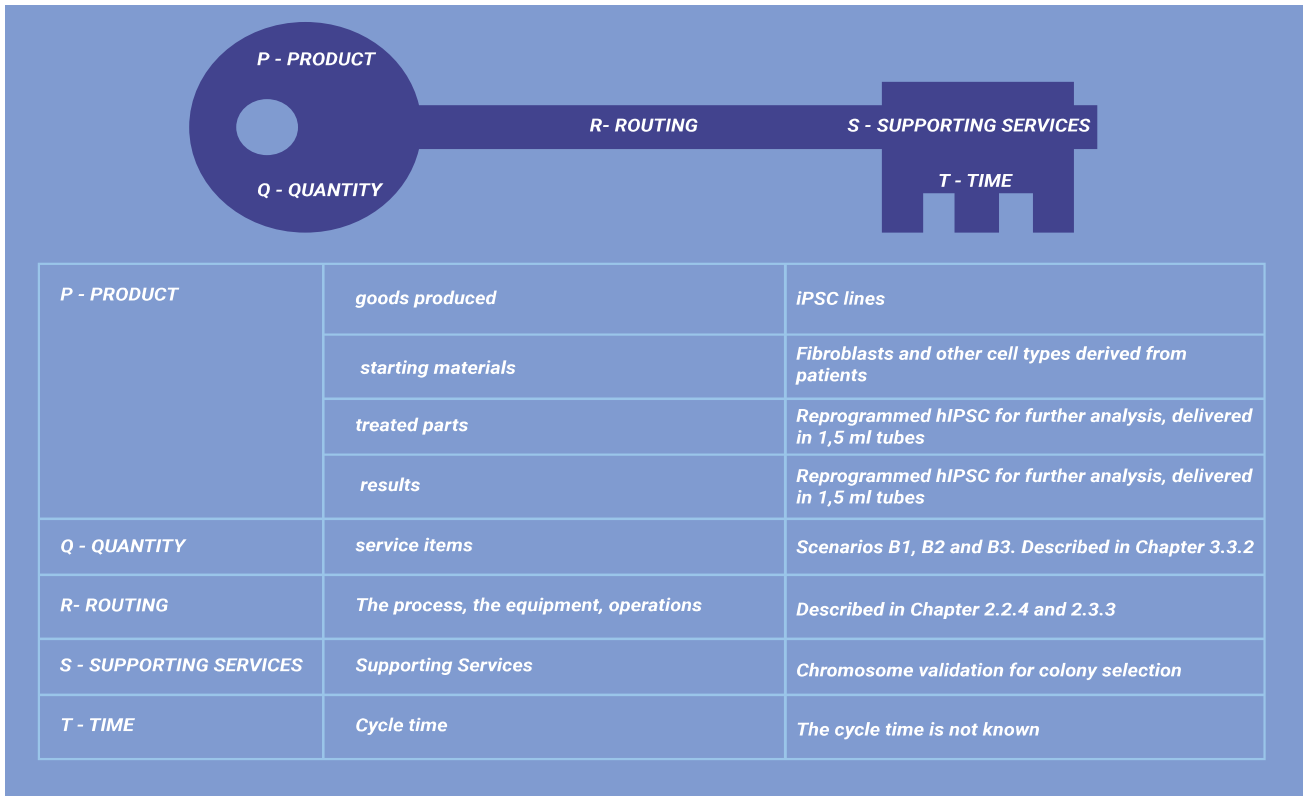 P - PRODUCT
Q - QUANTITY
R- ROUTING
S - SUPPORTING SERVICES
T - TIME
P - PRODUCT
goods produced
iPSC lines
starting materials
Fibroblasts and other cell types derived from
patients
treated parts
Reprogrammed hIPSC for further analysis, delivered
in 1,5 ml tubes
results
Reprogrammed hIPSC for further analysis, delivered
in 1,5 ml tubes
Q - QUANTITY
service items
Scenarios B1, B2 and B3. Described in Chapter 3.3.2
R- ROUTING
The process, the equipment, operations
Described in Chapter 2.2.4 and 2.3.3
S - SUPPORTING SERVICES
Supporting Services
Chromosome validation for colony selection
T - TIME
Cycle time
The cycle time is not known